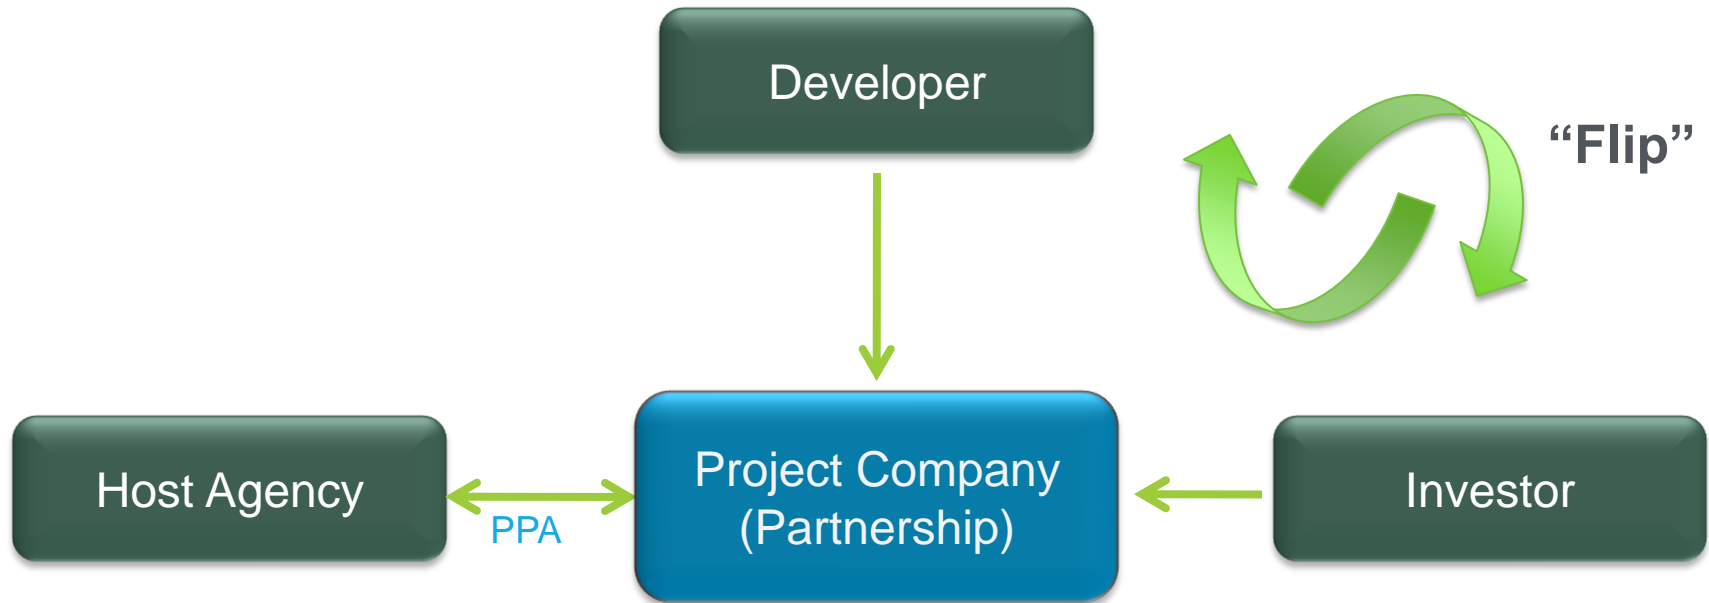 Developer
“Flip”
Host Agency
PPA
Project Company
(Partnership)
Investor